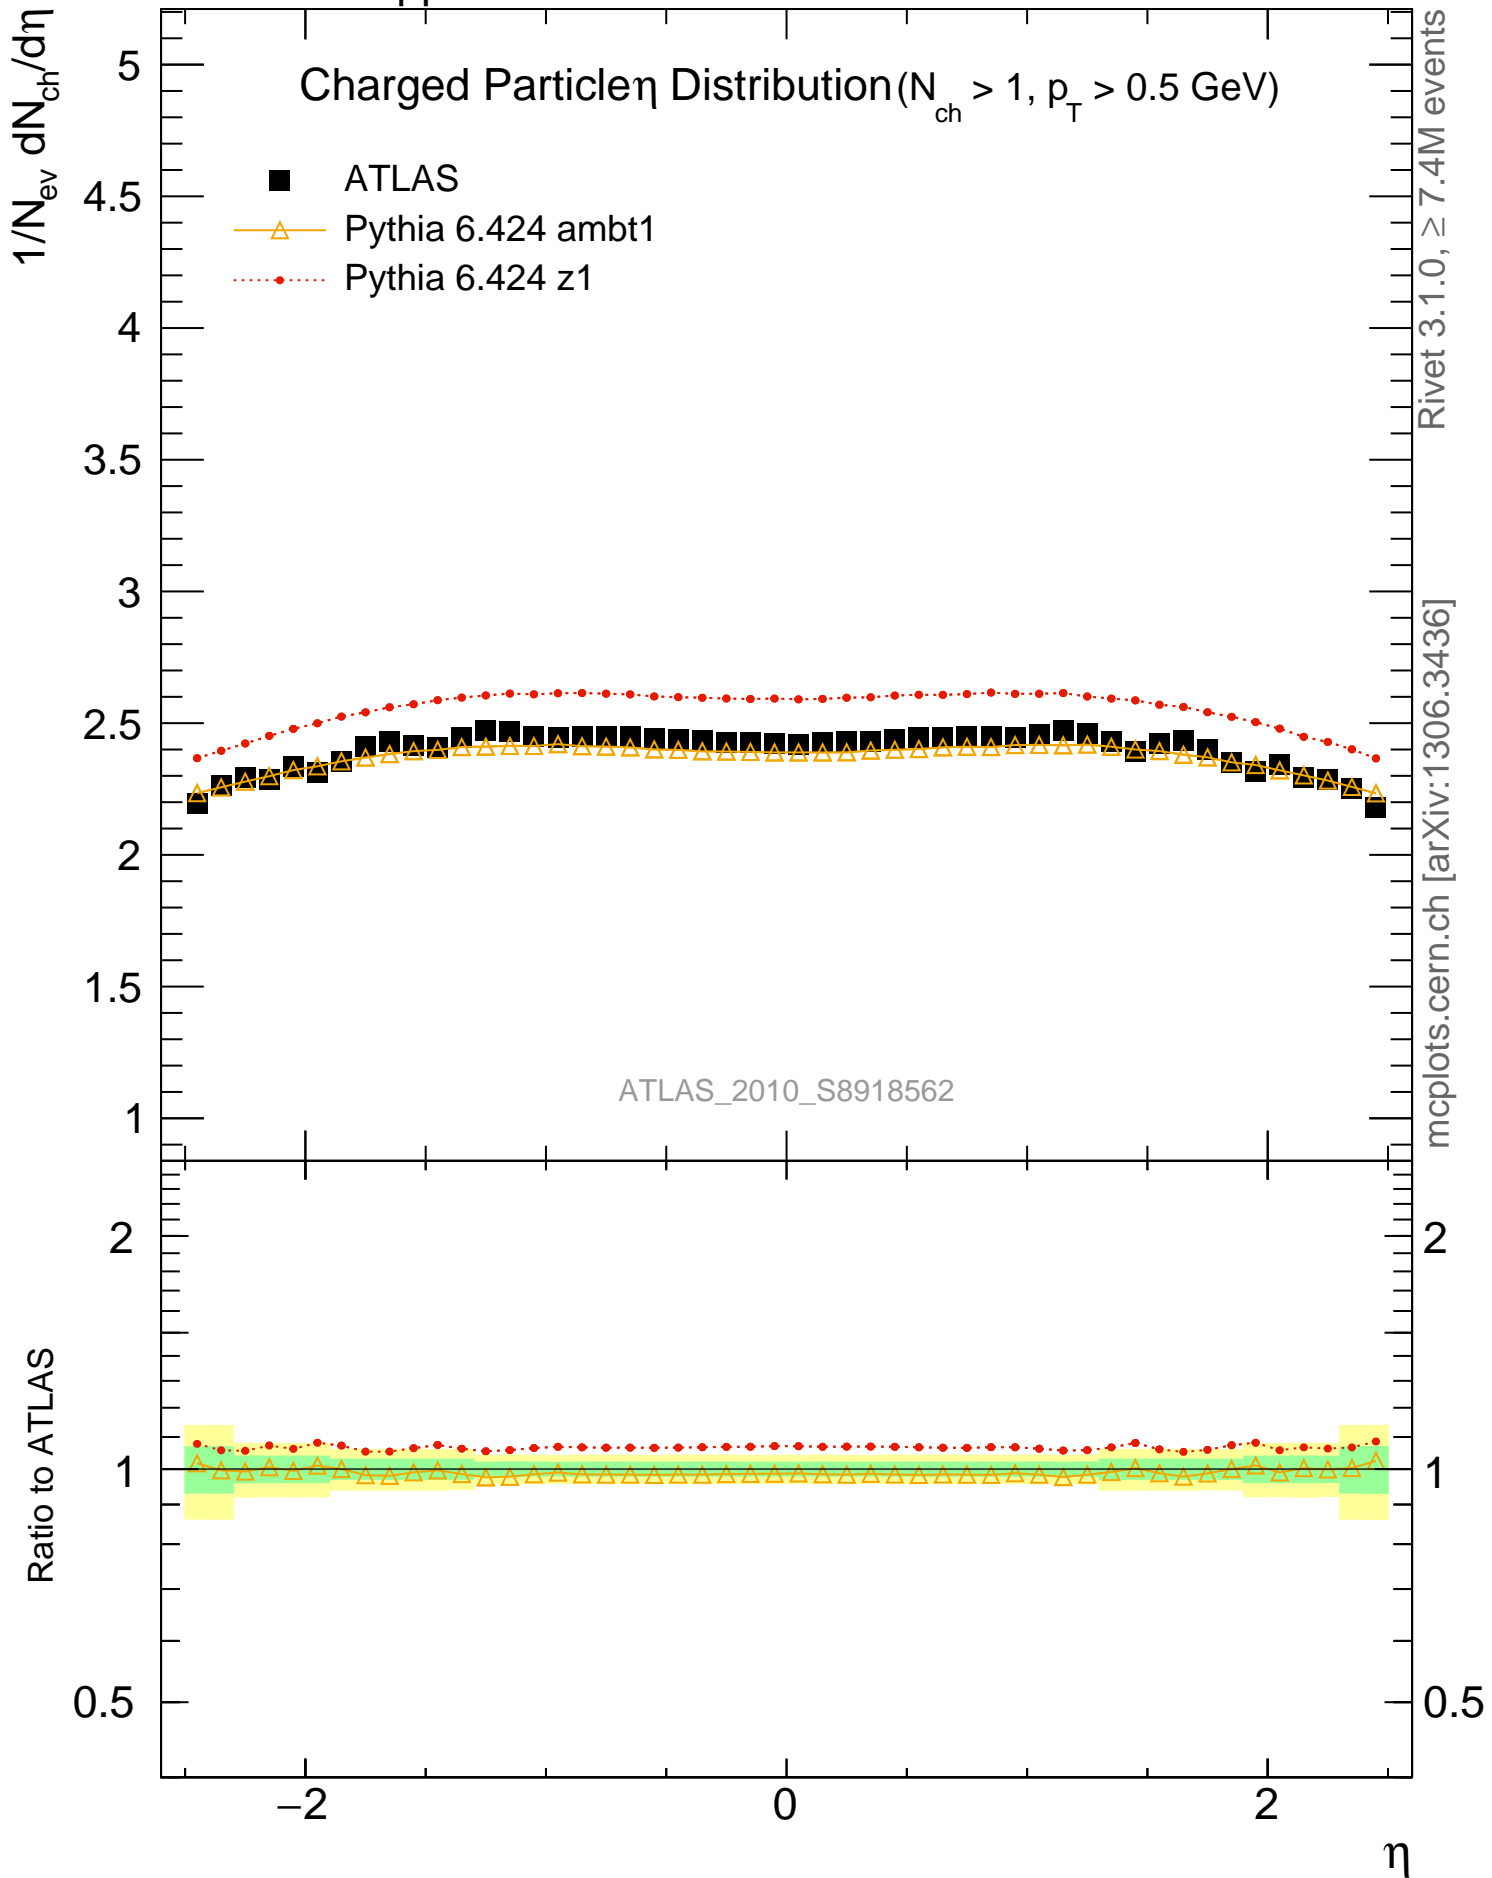 1/N_ev dN_ch/dη
Charged Particleη Distribution (N_ch > 1, p_T > 0.5 GeV)
ATLAS
Pythia 6.424 ambt1
Pythia 6.424 z1
5
4.5
4
3.5
3
2.5
2
1.5
1
ATLAS_2010_S8918562
Rivet 3.1.0, ≥ 7.4M events
mcplots.cern.ch [arXiv:1306.3436]
Ratio to ATLAS
2
1
0.5
2
1
0.5
−2
0
2
η